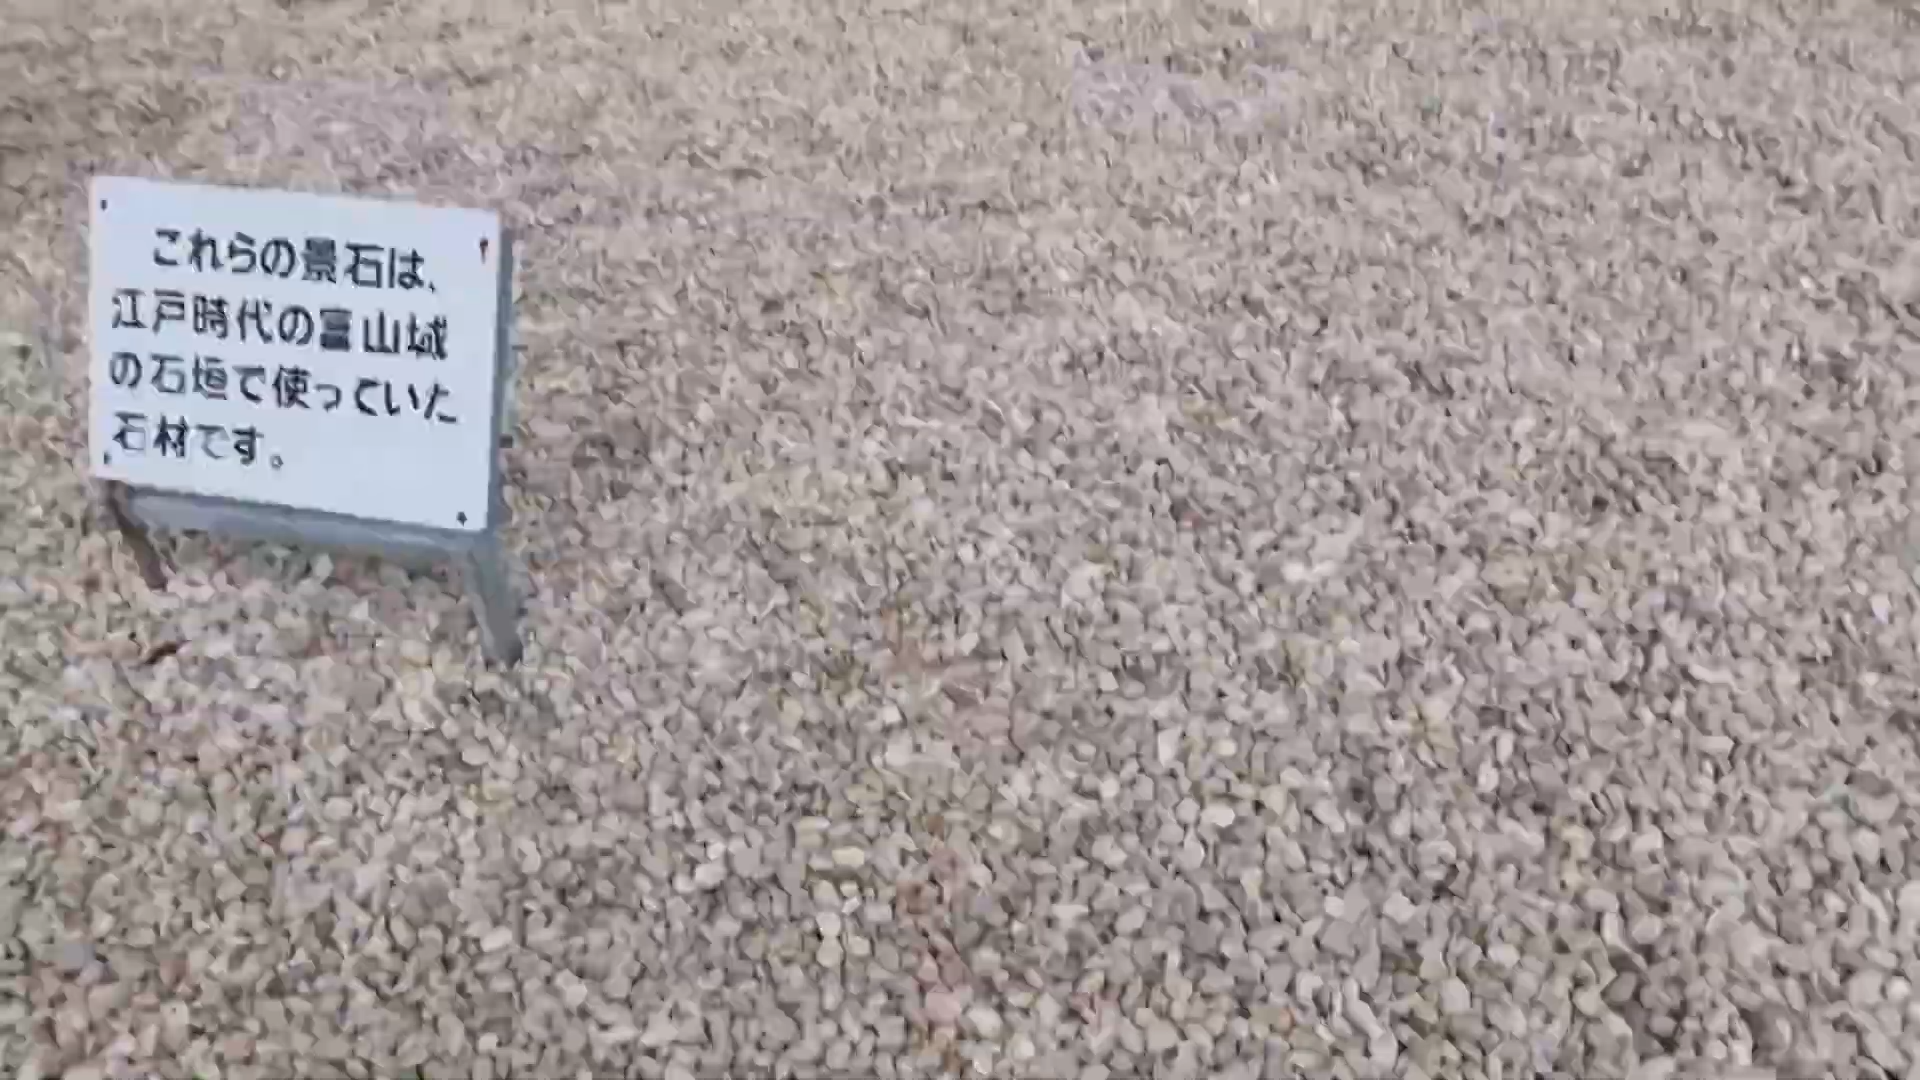 これらの景石は、
江戸時代の富山城
の石垣で使っていた
石材です。